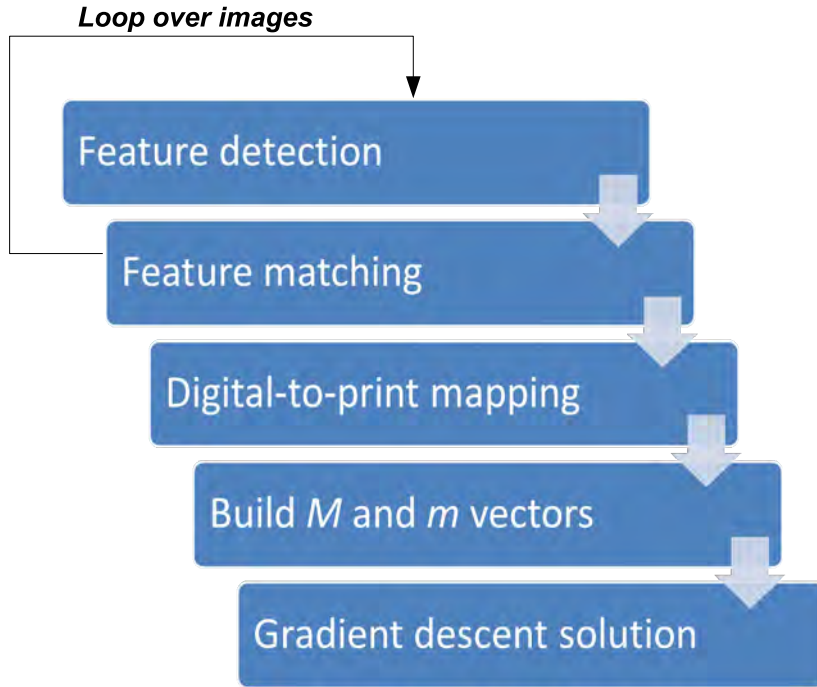 Loop over images
Feature detection
Feature matching
Digital-to-print mapping
Build M and m vectors
Gradient descent solution